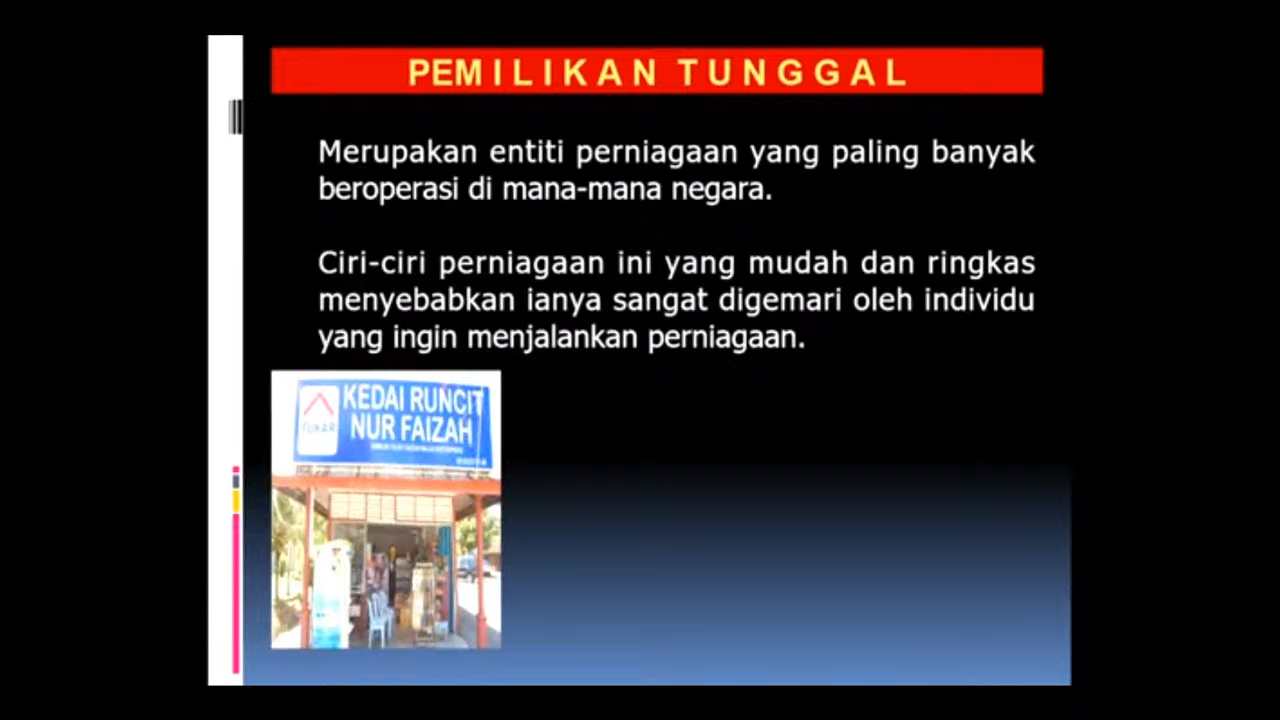 PEMILIKAN TUNGGAL
Merupakan entiti perniagaan yang paling banyak
beroperasi di mana-mana negara.
Ciri-ciri perniagaan ini yang mudah dan ringkas
menyebabkan ianya sangat digemari oleh individu
yang ingin menjalankan perniagaan.
KEDAI RUNCIT
NUR FAIZAH
TUKAR